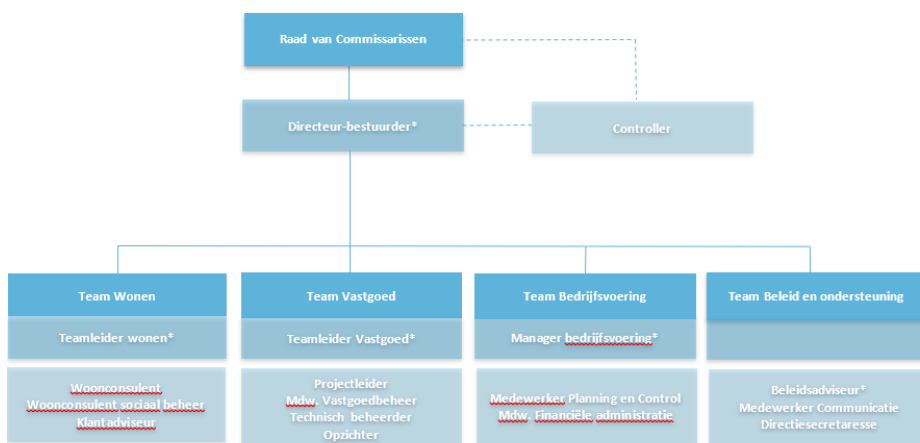 Raad van Commissarissen
Directeur-bestuurder*
Controller
Team Wonen
Teamleider wonen*
Woonconsulent
Woonconsulent sociaal beheer
Klantadviseur
Team Vastgoed
Teamleider Vastgoed*
Projectleider
Mdw. Vastgoedbeheer
Technisch beheerder
Opzichter
Team Bedrijfsvoering
Manager bedrijfsvoering*
Medewerker Planning en Control
Mdw. Financiële administratie
Team Beleid en ondersteuning
Beleidsadviseur*
Medewerker Communicatie
Directiesecretaresse